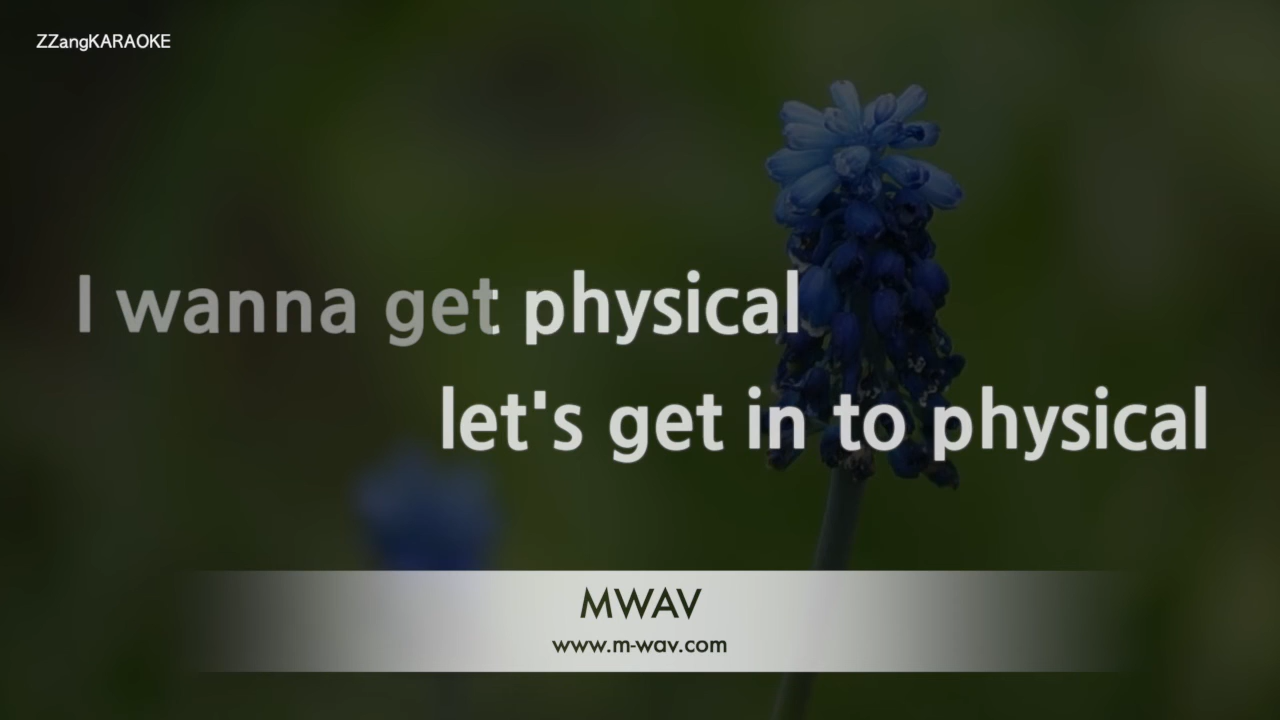 ZZangKARAOKE
I wanna get physical
let's get in to physical
MWAV
www.m-wav.com